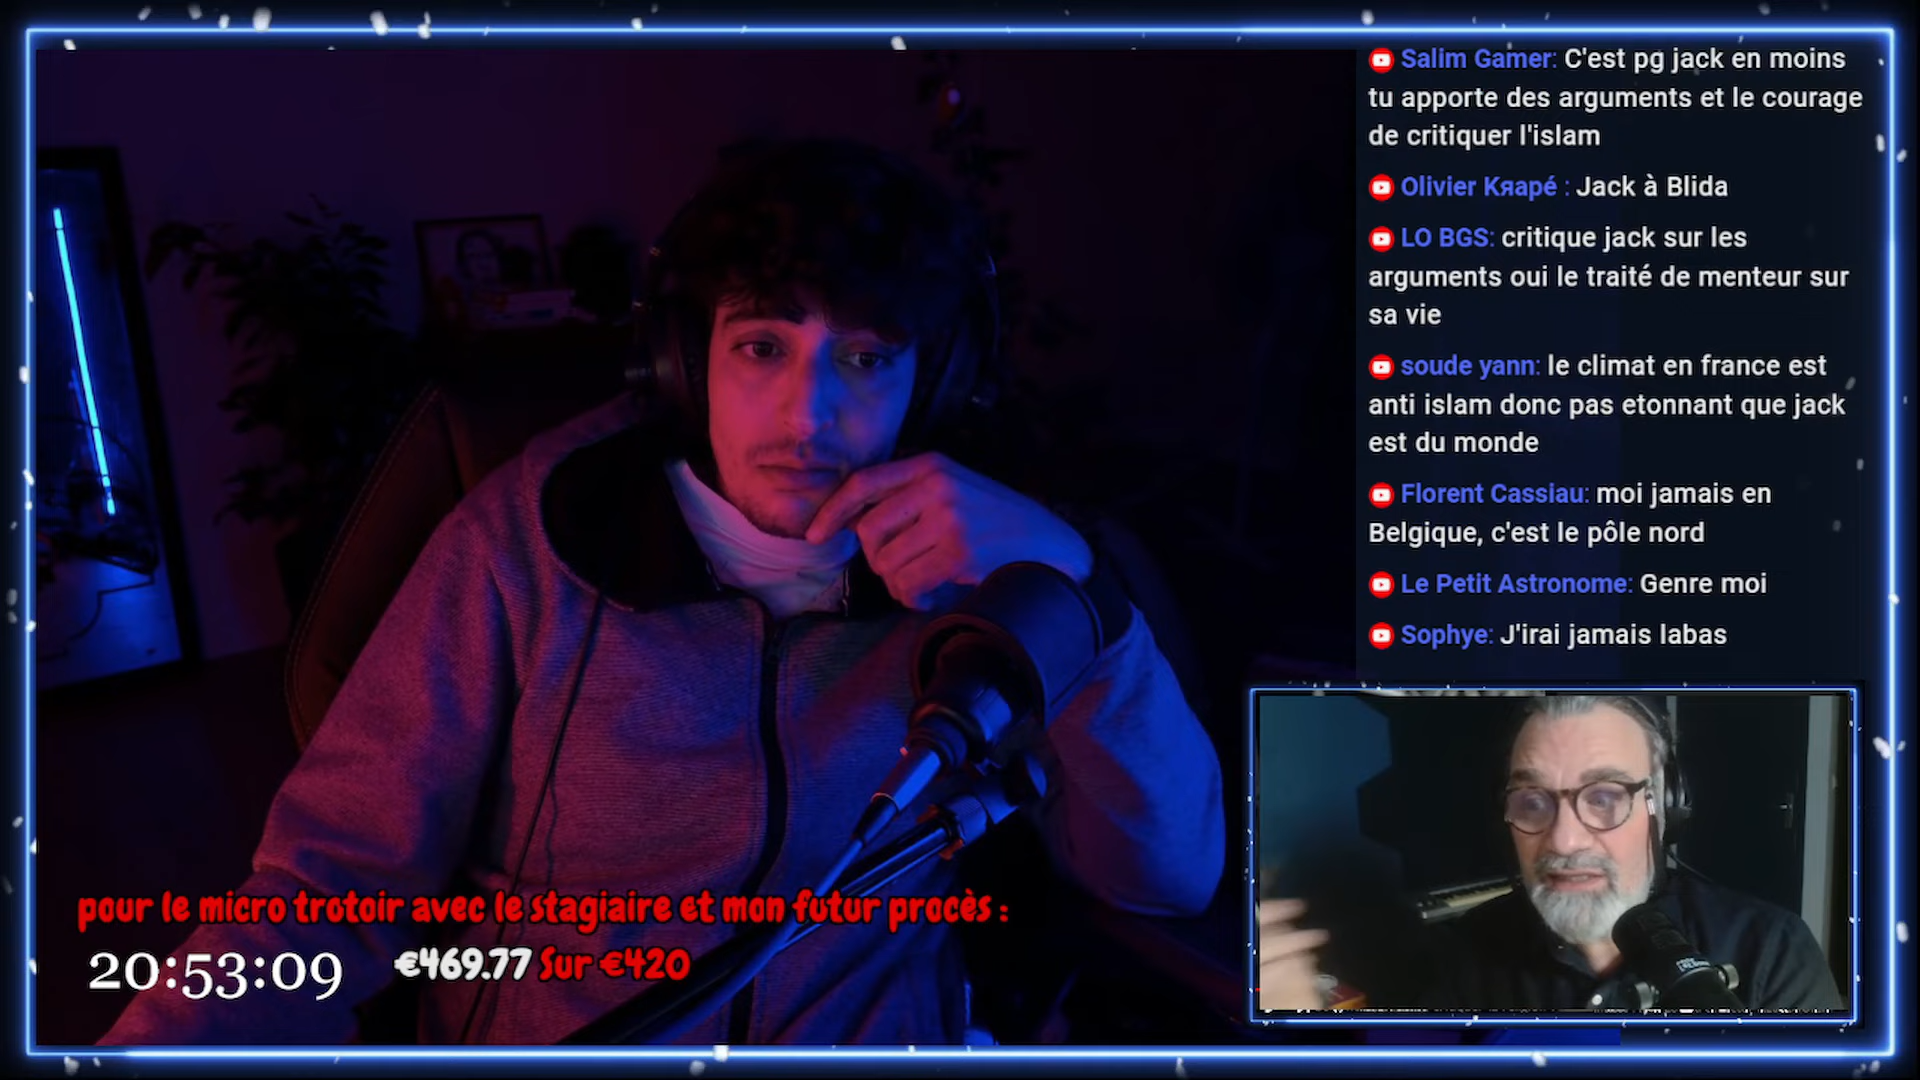 Salim Gamer: C'est pg jack en moins
tu apporte des arguments et le courage
de critiquer l'islam
Olivier Kяapé : Jack à Blida
LO BGS: critique jack sur les
arguments oui le traité de menteur sur
sa vie
soude yann: le climat en france est
anti islam donc pas etonnant que jack
est du monde
Florent Cassiau: moi jamais en
Belgique, c'est le pôle nord
Le Petit Astronome: Genre moi
Sophye: J'irai jamais labas
pour le micro trotoir avec le stagiaire et mon futur procès :
20:53:09
€469.77 Sur €420